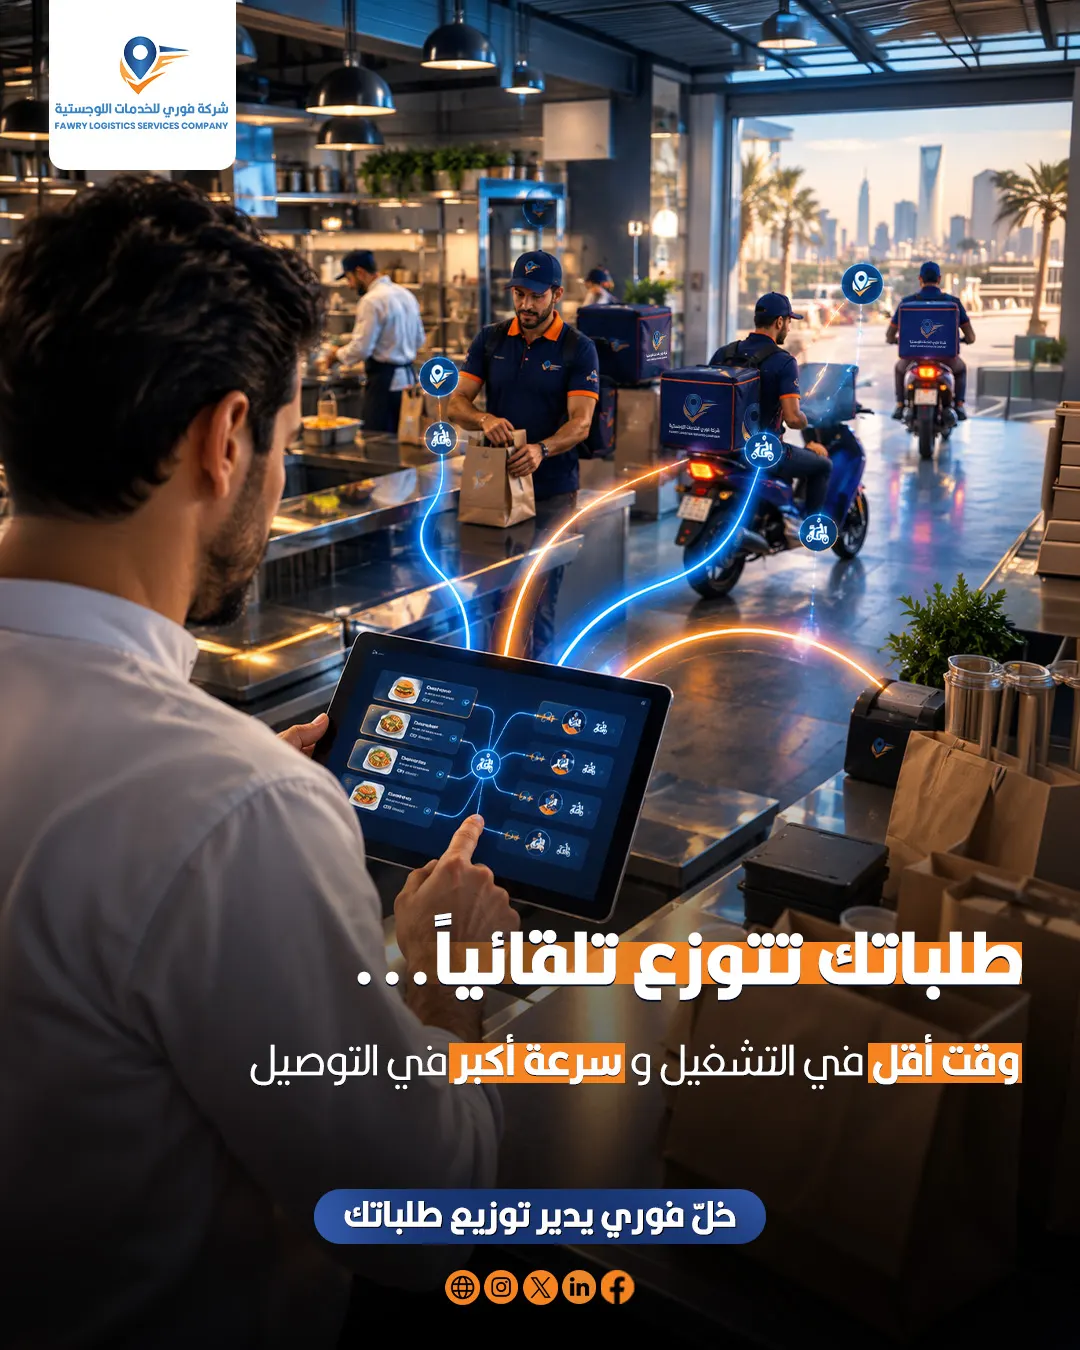 شركة فوري للخدمات اللوجستية
FAWRY LOGISTICS SERVICES COMPANY
طلباتك تتوزع تلقائياً...
وقت أقل في التشغيل و سرعة أكبر في التوصيل
خلّ فوري يدير توزيع طلباتك